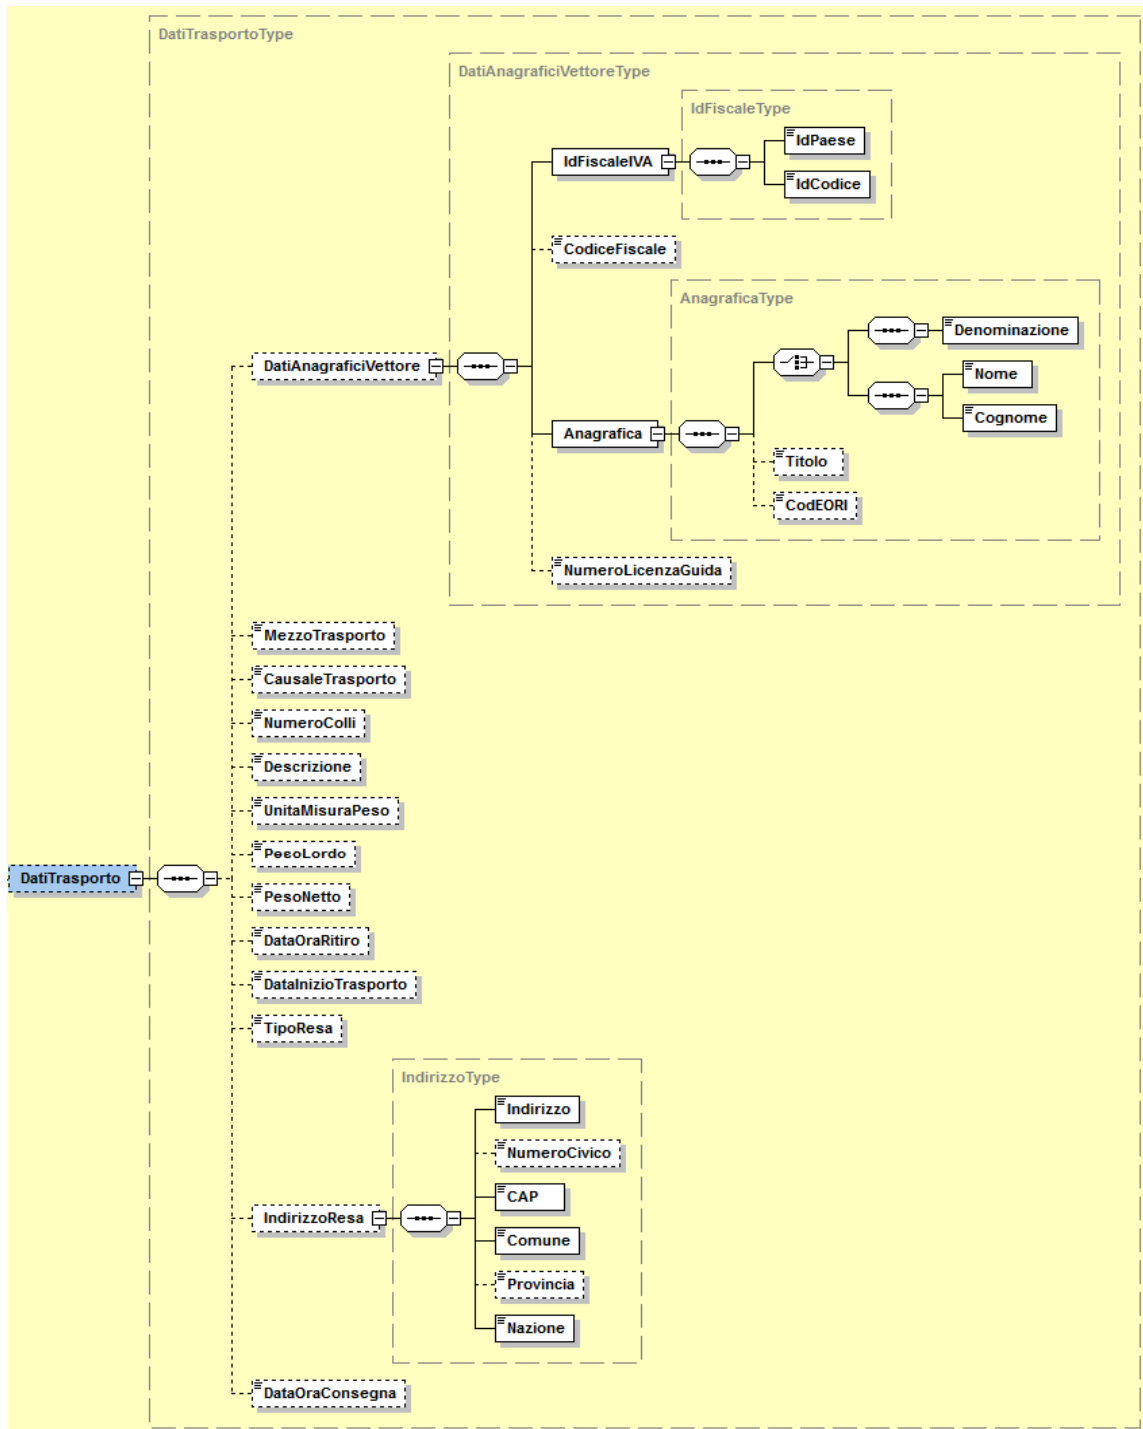 DatiTrasportoType
DatiAnagraficiVettoreType
IdFiscaleType
IdPaese
IdFiscaleIVA
IdCodice
CodiceFiscale
AnagraficaType
Denominazione
DatiAnagraficiVettore
Nome
Cognome
Anagrafica
Titolo
CodEORI
NumeroLicenzaGuida
MezzoTrasporto
CausaleTrasporto
NumeroColli
Descrizione
UnitaMisuraPeso
PesoLordo
DatiTrasporto
PesoNetto
DataOraRitiro
DataInizioTrasporto
TipoResa
IndirizzoType
Indirizzo
NumeroCivico
CAP
IndirizzoResa
Comune
Provincia
Nazione
DataOraConsegna